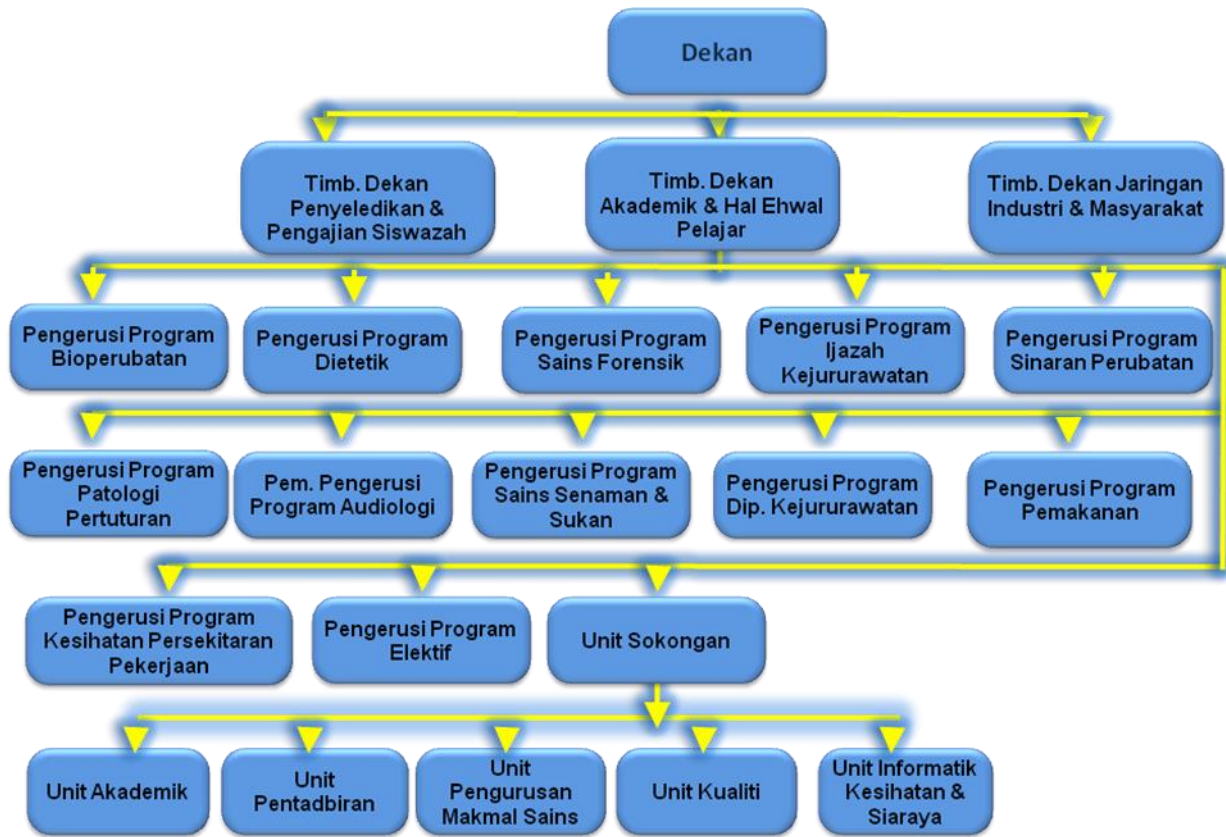 Dekan
Timb. Dekan
Penyeledikan &
Pengajian Siswazah
Timb. Dekan
Akademik & Hal Ehwal
Pelajar
Timb. Dekan Jaringan
Industri & Masyarakat
Pengerusi Program
Bioperubatan
Pengerusi Program
Dietetik
Pengerusi Program
Sains Forensik
Pengerusi Program
Ijazah
Kejururawatan
Pengerusi Program
Sinaran Perubatan
Pengerusi Program
Patologi
Pertuturan
Pem. Pengerusi
Program Audiologi
Pengerusi Program
Sains Senaman &
Sukan
Pengerusi Program
Dip. Kejururawatan
Pengerusi Program
Pemakanan
Pengerusi Program
Kesihatan Persekitaran
Pekerjaan
Pengerusi Program
Elektif
Unit Sokongan
Unit Akademik
Unit
Pentadbiran
Unit
Pengurusan
Makmal Sains
Unit Kualiti
Unit Informatik
Kesihatan &
Siaraya